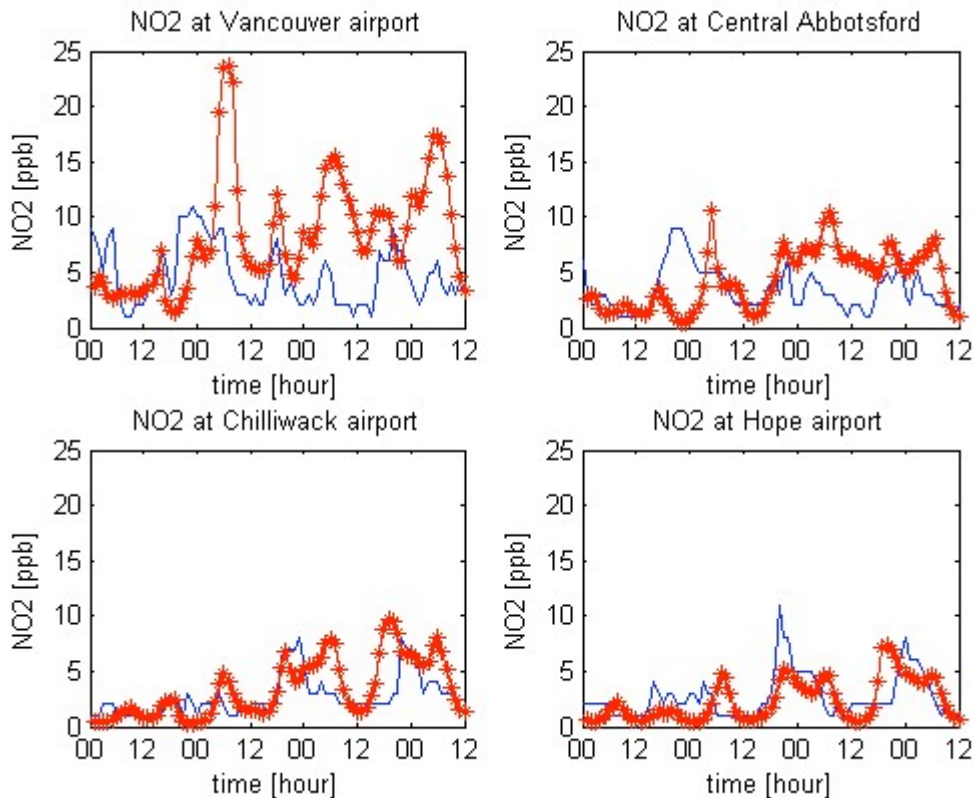 NO2 at Vancouver airport
25
20
15
10
5
0
NO2 [ppb]
00 12 00 12 00 12 00 12
time [hour]
NO2 at Central Abbotsford
25
20
15
10
5
0
NO2 [ppb]
00 12 00 12 00 12 00 12
time [hour]
NO2 at Chilliwack airport
25
20
15
10
5
0
NO2 [ppb]
00 12 00 12 00 12 00 12
time [hour]
NO2 at Hope airport
25
20
15
10
5
0
NO2 [ppb]
00 12 00 12 00 12 00 12
time [hour]